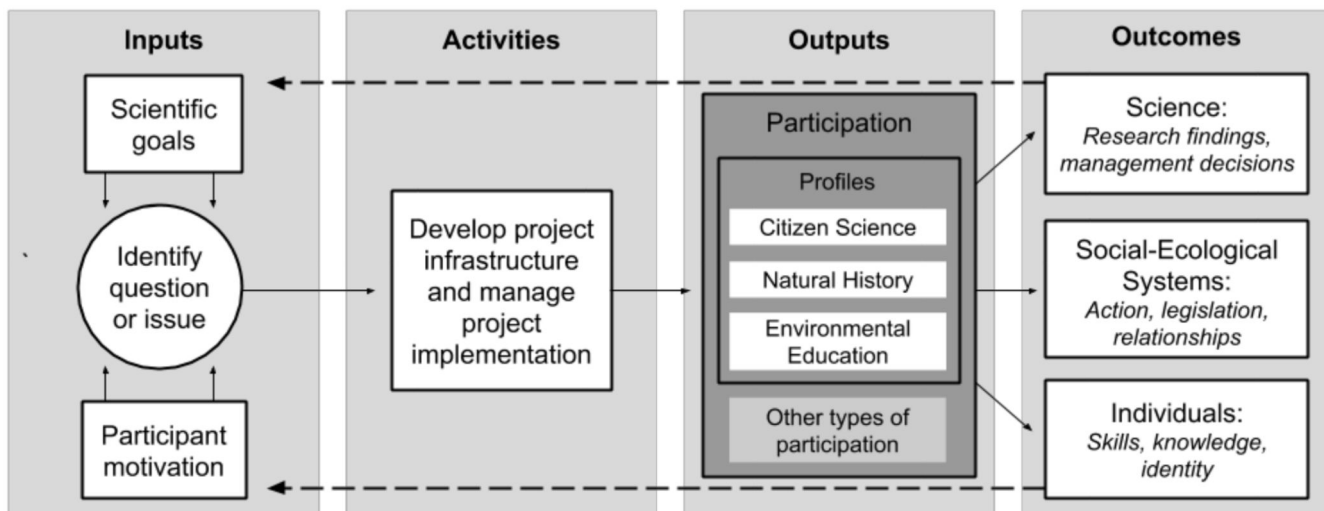 Inputs
Activities
Outputs
Outcomes
Scientific
goals
Identify
question
or issue
Participant
motivation
Develop project
infrastructure
and manage
project
implementation
Participation
Profiles
Citizen Science
Natural History
Environmental
Education
Other types of
participation
Science:
Research findings,
management decisions
Social-Ecological
Systems:
Action, legislation,
relationships
Individuals:
Skills, knowledge,
identity